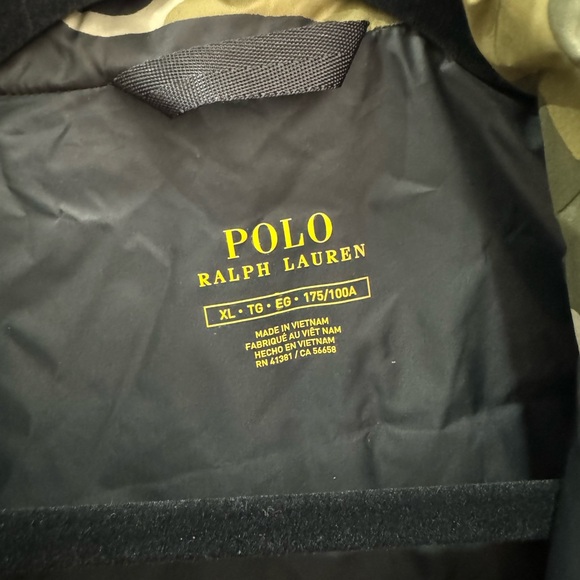 POLO
RALPH LAUREN
XL • TG • EG • 175/100A
MADE IN VIETNAM
FABRIQUÉ AU VIÊT NAM
HECHO EN VIETNAM
RN 41381 / CA 56658